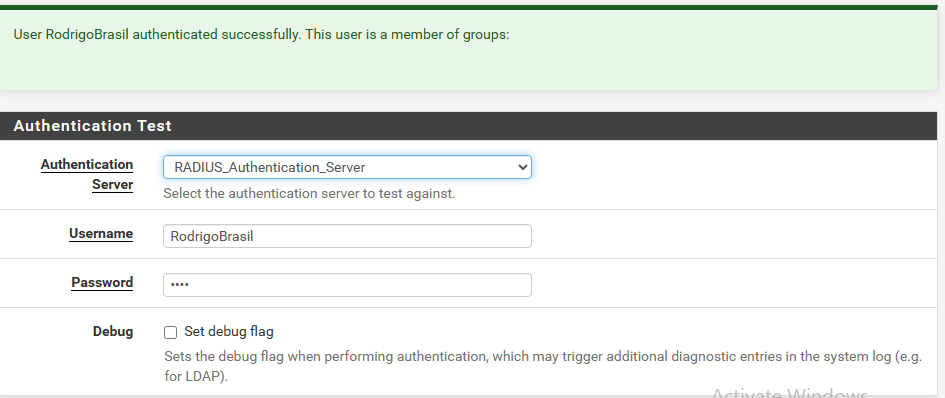 User RodrigoBrasil authenticated successfully. This user is a member of groups:
Authentication Test
Authentication
Server
RADIUS_Authentication_Server
Select the authentication server to test against.
Username
RodrigoBrasil
Password
••••
Debug
Set debug flag
Sets the debug flag when performing authentication, which may trigger additional diagnostic entries in the system log (e.g.
for LDAP).
Activate Windows